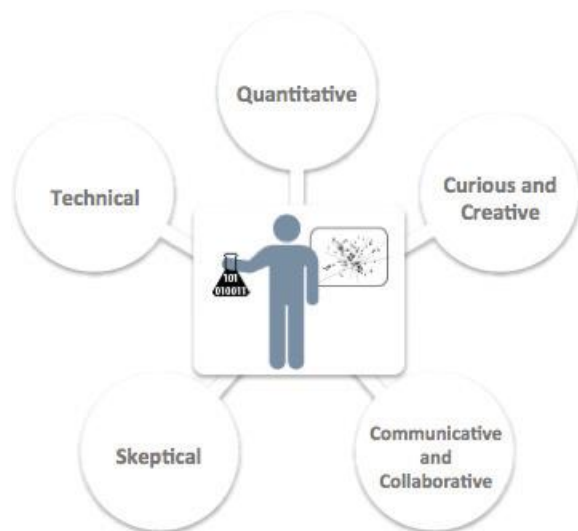 Quantitative
Technical
Curious and
Creative
101
010011
Skeptical
Communicative
and
Collaborative